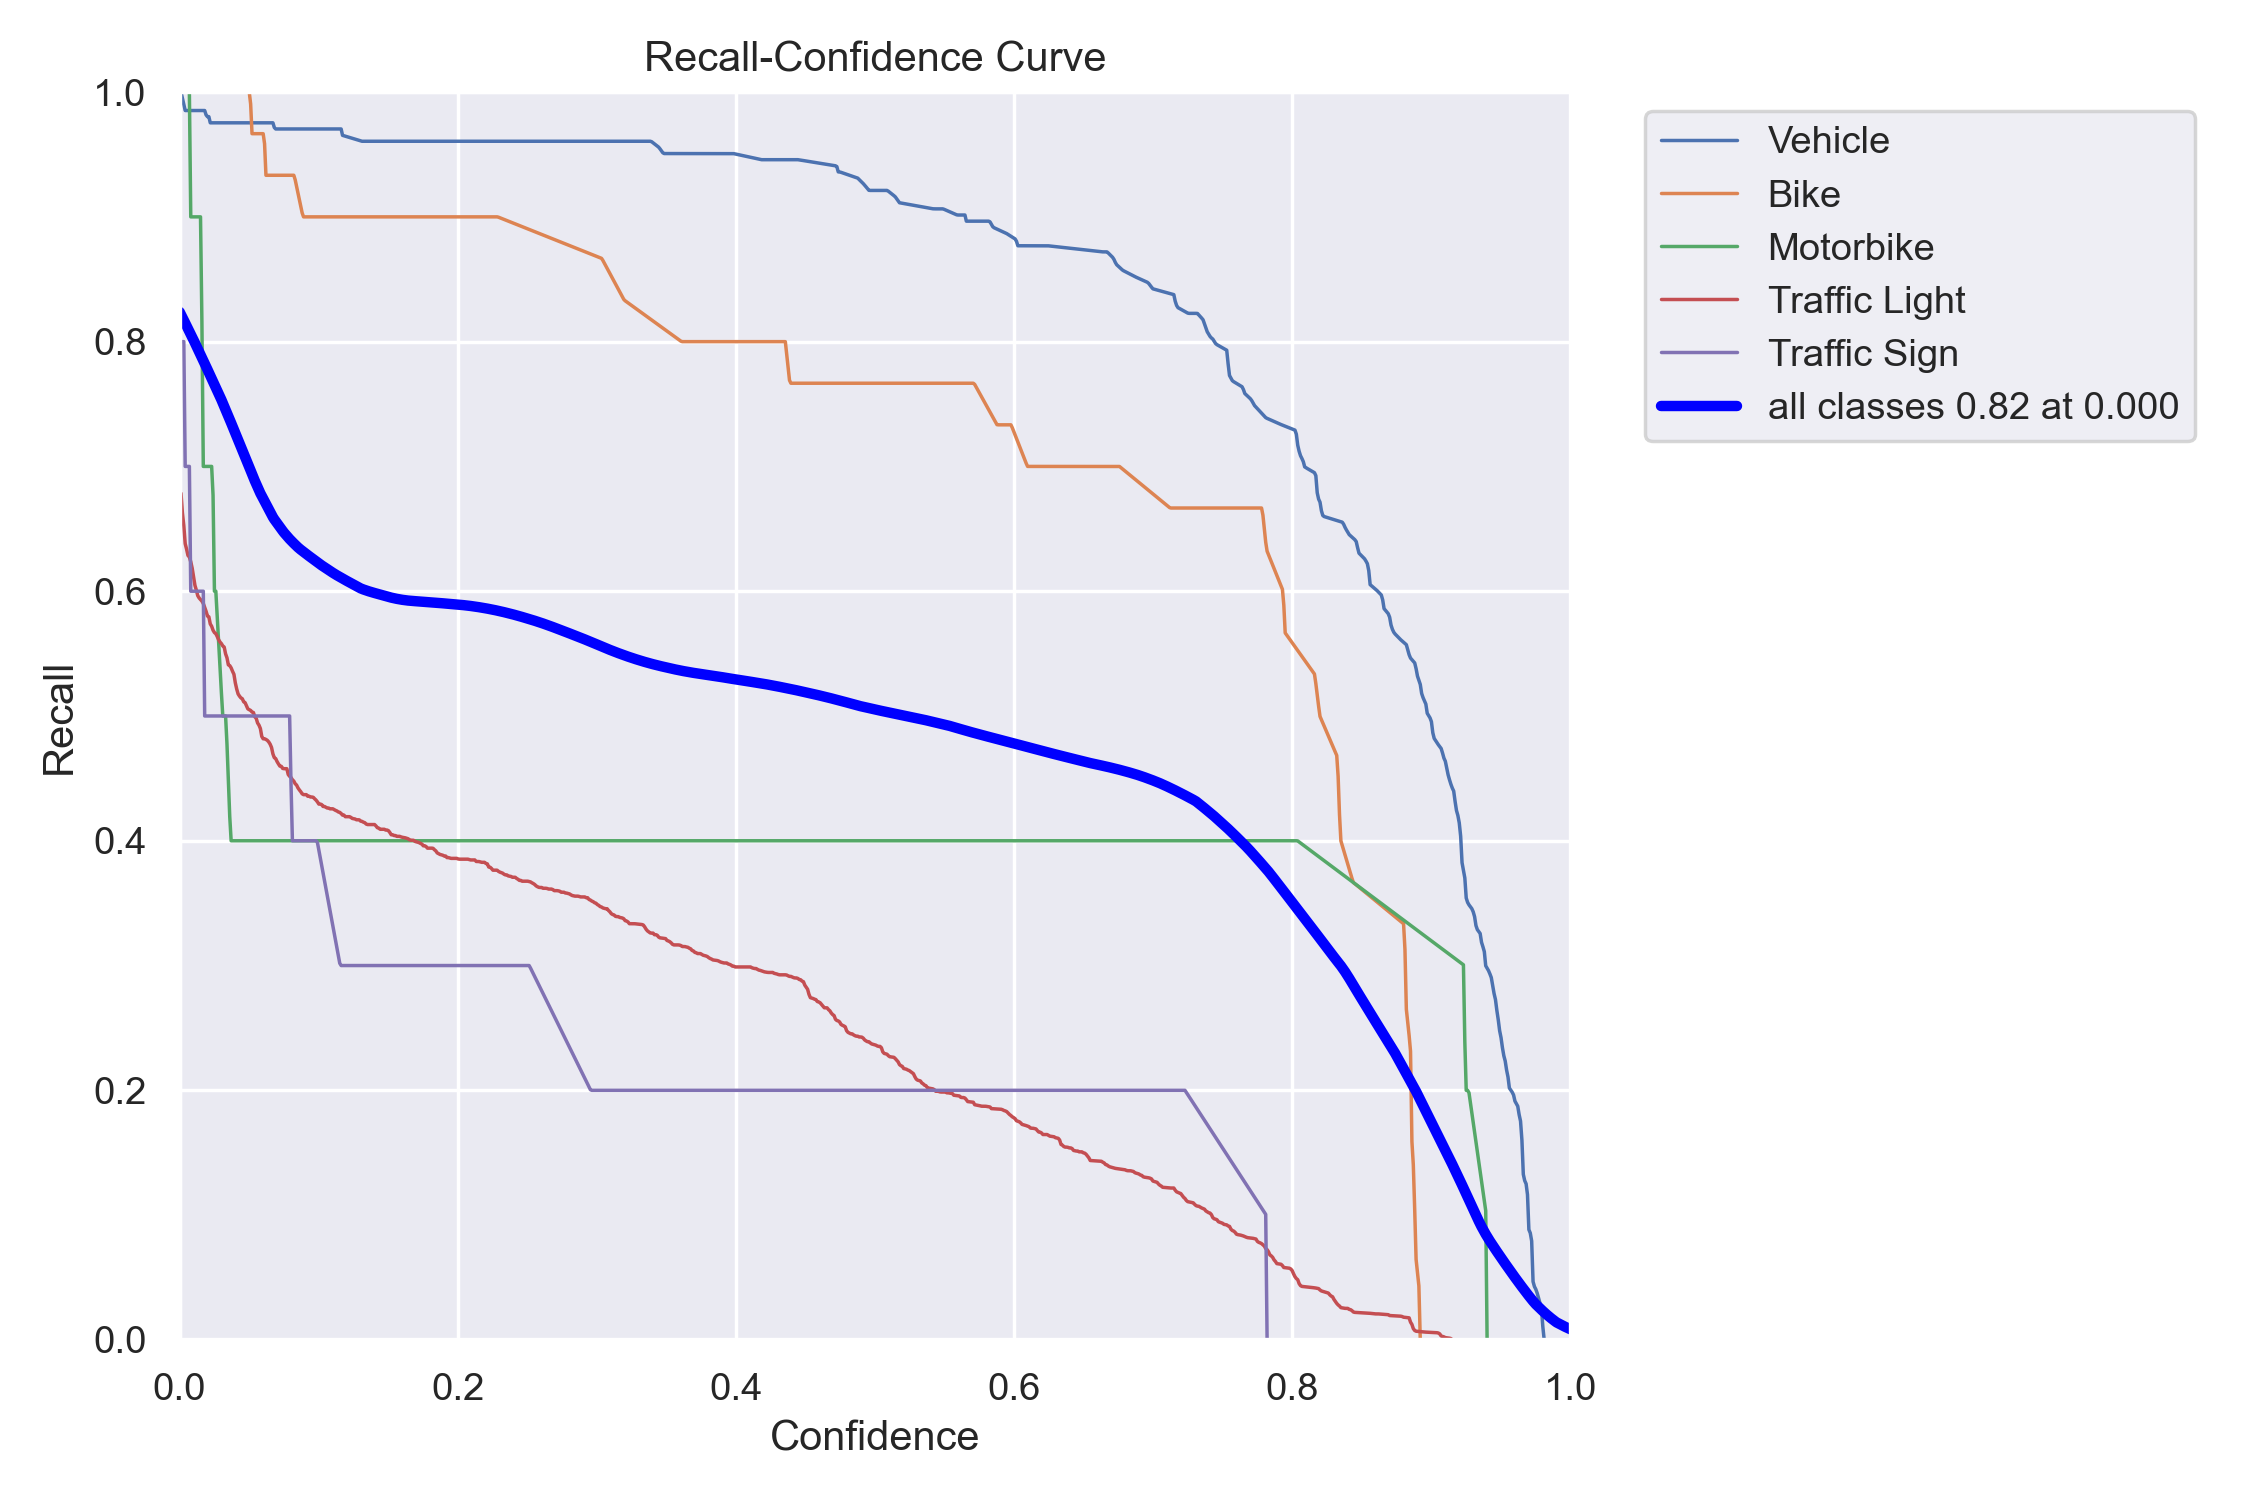 Recall-Confidence Curve
1.0
0.8
0.6
0.4
0.2
0.0
Recall
0.0 0.2 0.4 0.6 0.8 1.0
Confidence
Vehicle
Bike
Motorbike
Traffic Light
Traffic Sign
all classes 0.82 at 0.000